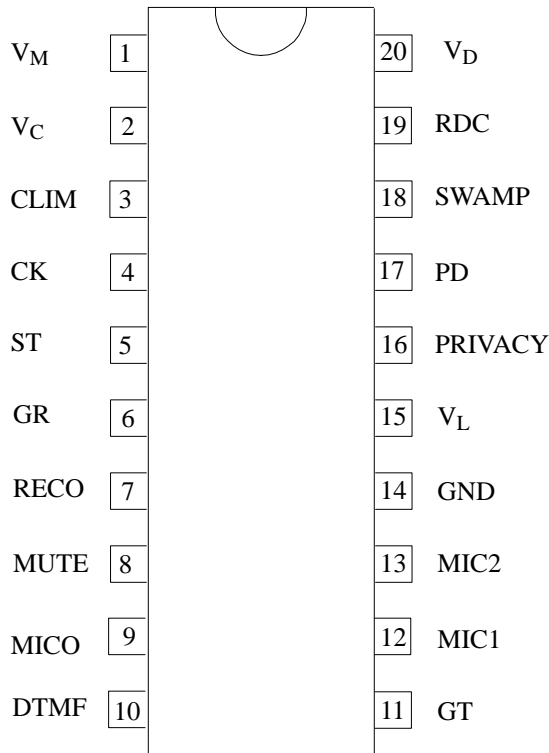 V_M 1 20 V_D
V_C 2 19 RDC
CLIM 3 18 SWAMP
CK 4 17 PD
ST 5 16 PRIVACY
GR 6 15 V_L
RECO 7 14 GND
MUTE 8 13 MIC2
MICO 9 12 MIC1
DTMF 10 11 GT